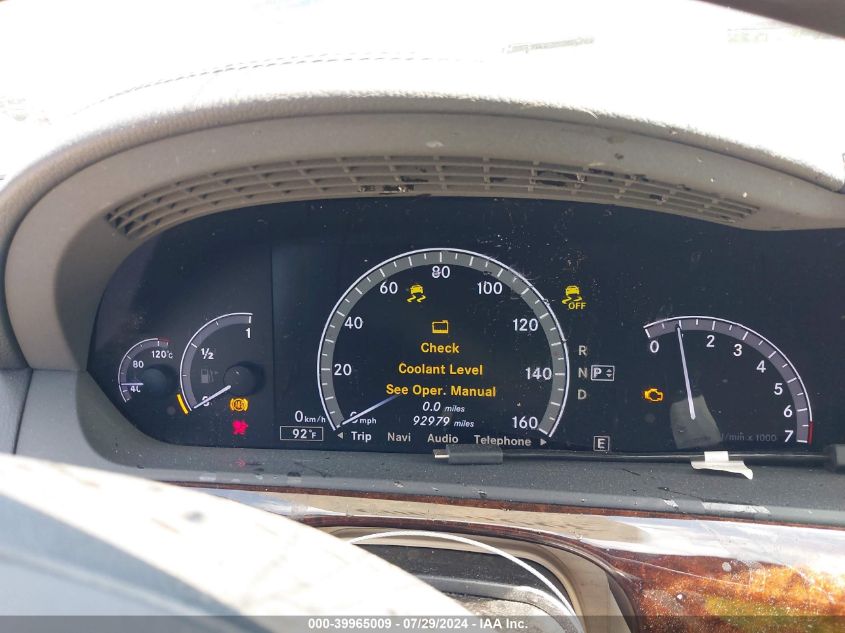 80
60
100
OFF
40
120
1
½
120°C
80
40
0
Check
Coolant Level
See Oper. Manual
20
140
160
0.0 miles
92979 miles
0 km/h
mph
92°F
Trip Navi Audio Telephone
R
N P
D
E
0 2 3 4 5 6 7
/min x 1000
000-39965009 - 07/29/2024 - IAA Inc.